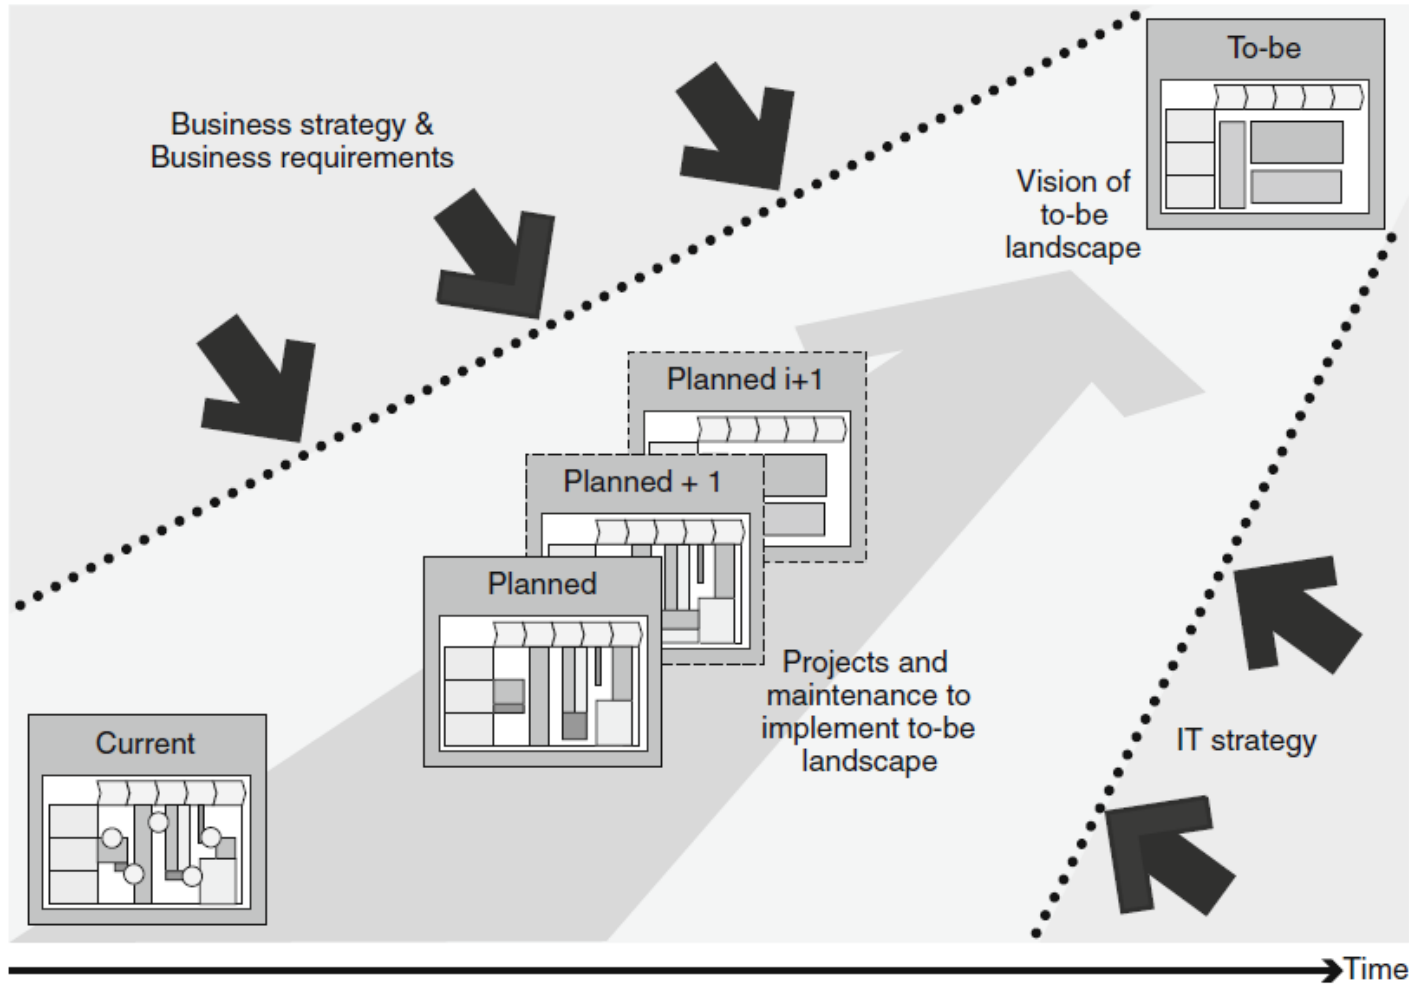 To-be
Business strategy &
Business requirements
Vision of
to-be
landscape
Planned i+1
Planned + 1
Planned
Projects and
maintenance to
implement to-be
landscape
Current
IT strategy
Time